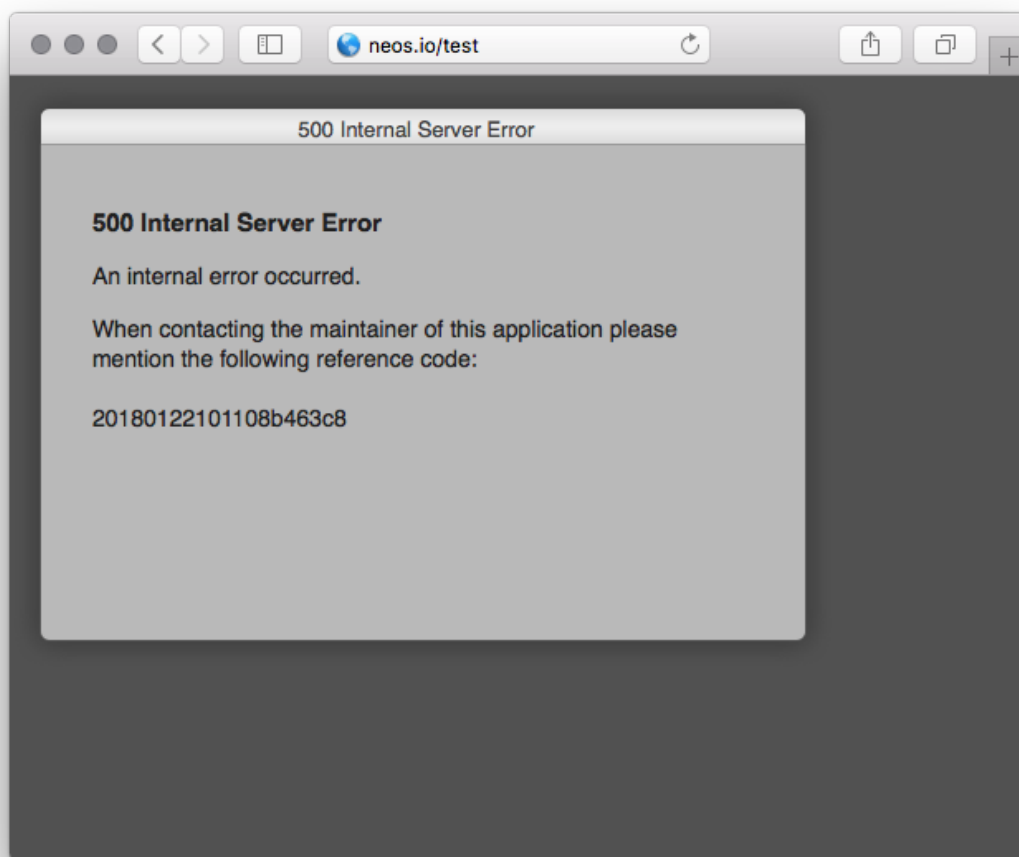 neos.io/test
500 Internal Server Error
500 Internal Server Error
An internal error occurred.
When contacting the maintainer of this application please
mention the following reference code:
20180122101108b463c8